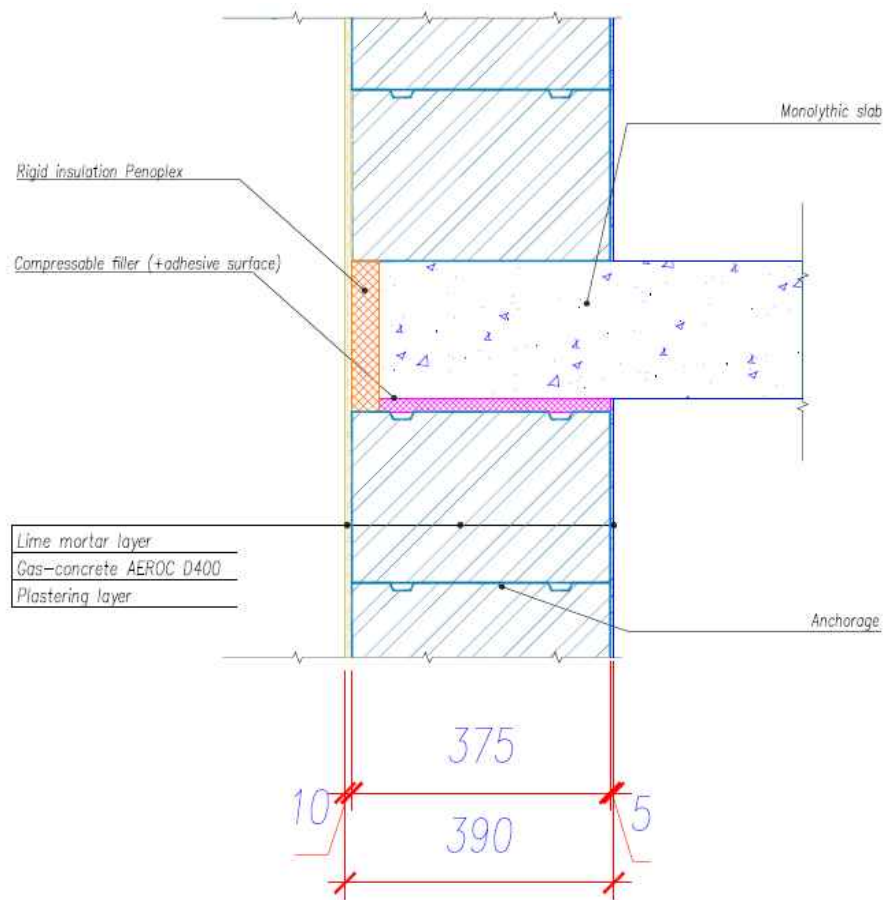 Monolythic slab
Rigid insulation Penoplex
Compressable filler (+adhesive surface)
Lime mortar layer
Gas-concrete AEROC D400
Plastering layer
Anchorage
375
10
5
390